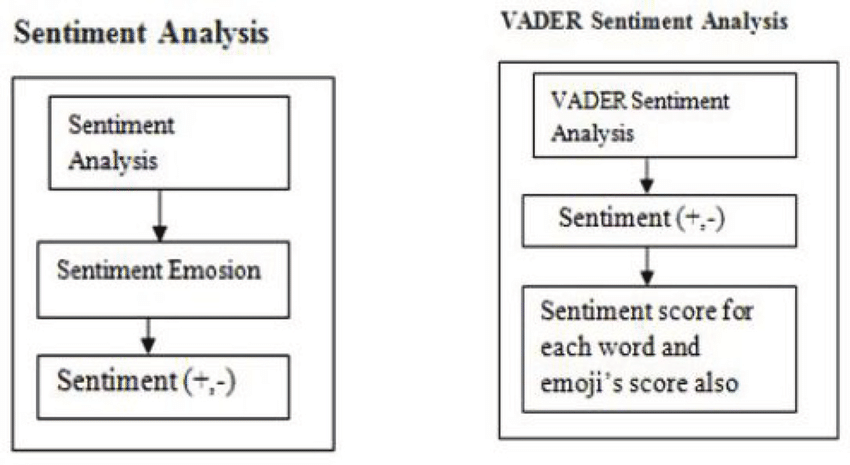 Sentiment Analysis
Sentiment
Analysis
Sentiment Emosion
Sentiment (+,-)
VADER Sentiment Analysis
VADER Sentiment
Analysis
Sentiment (+,-)
Sentiment score for
each word and
emoji's score also